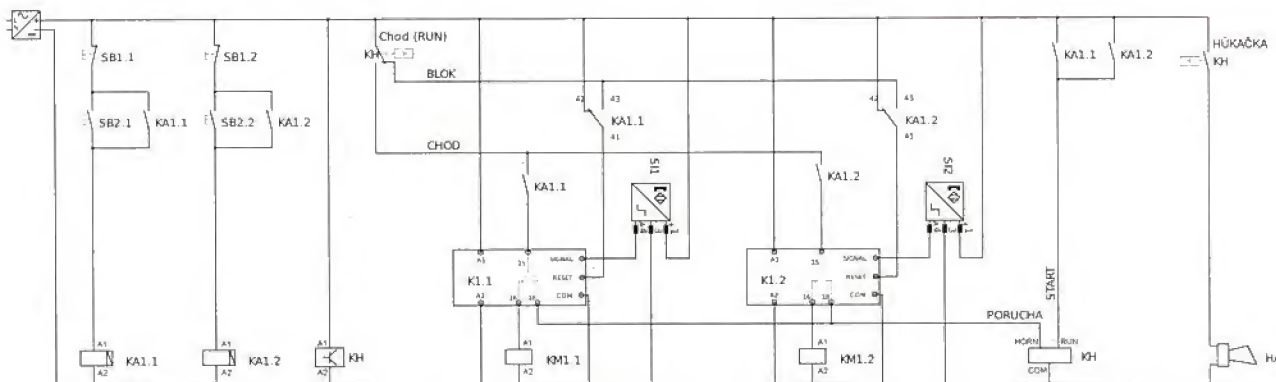 Chod (RUN)
HÚKAČKA
SB1.1
SB1.2
KH
KA1.1
KA1.2
KH
BLOK
42
43
42
43
SB2.1
KA1.1
SB2.2
KA1.2
KA1.1
KA1.2
41
41
CHOD
KA1.1
SI1
KA1.2
SI2
A1
15
SIGNAL
A1
15
SIGNAL
K1.1
RESET
K1.2
RESET
A2
16
18
COM
A2
16
18
COM
START
PORUCHA
A1
A1
A1
A1
A1
HORN
RUN
KA1.1
KA1.2
KH
KM1.1
KM1.2
KH
HA
A2
A2
A2
A2
A2
COM